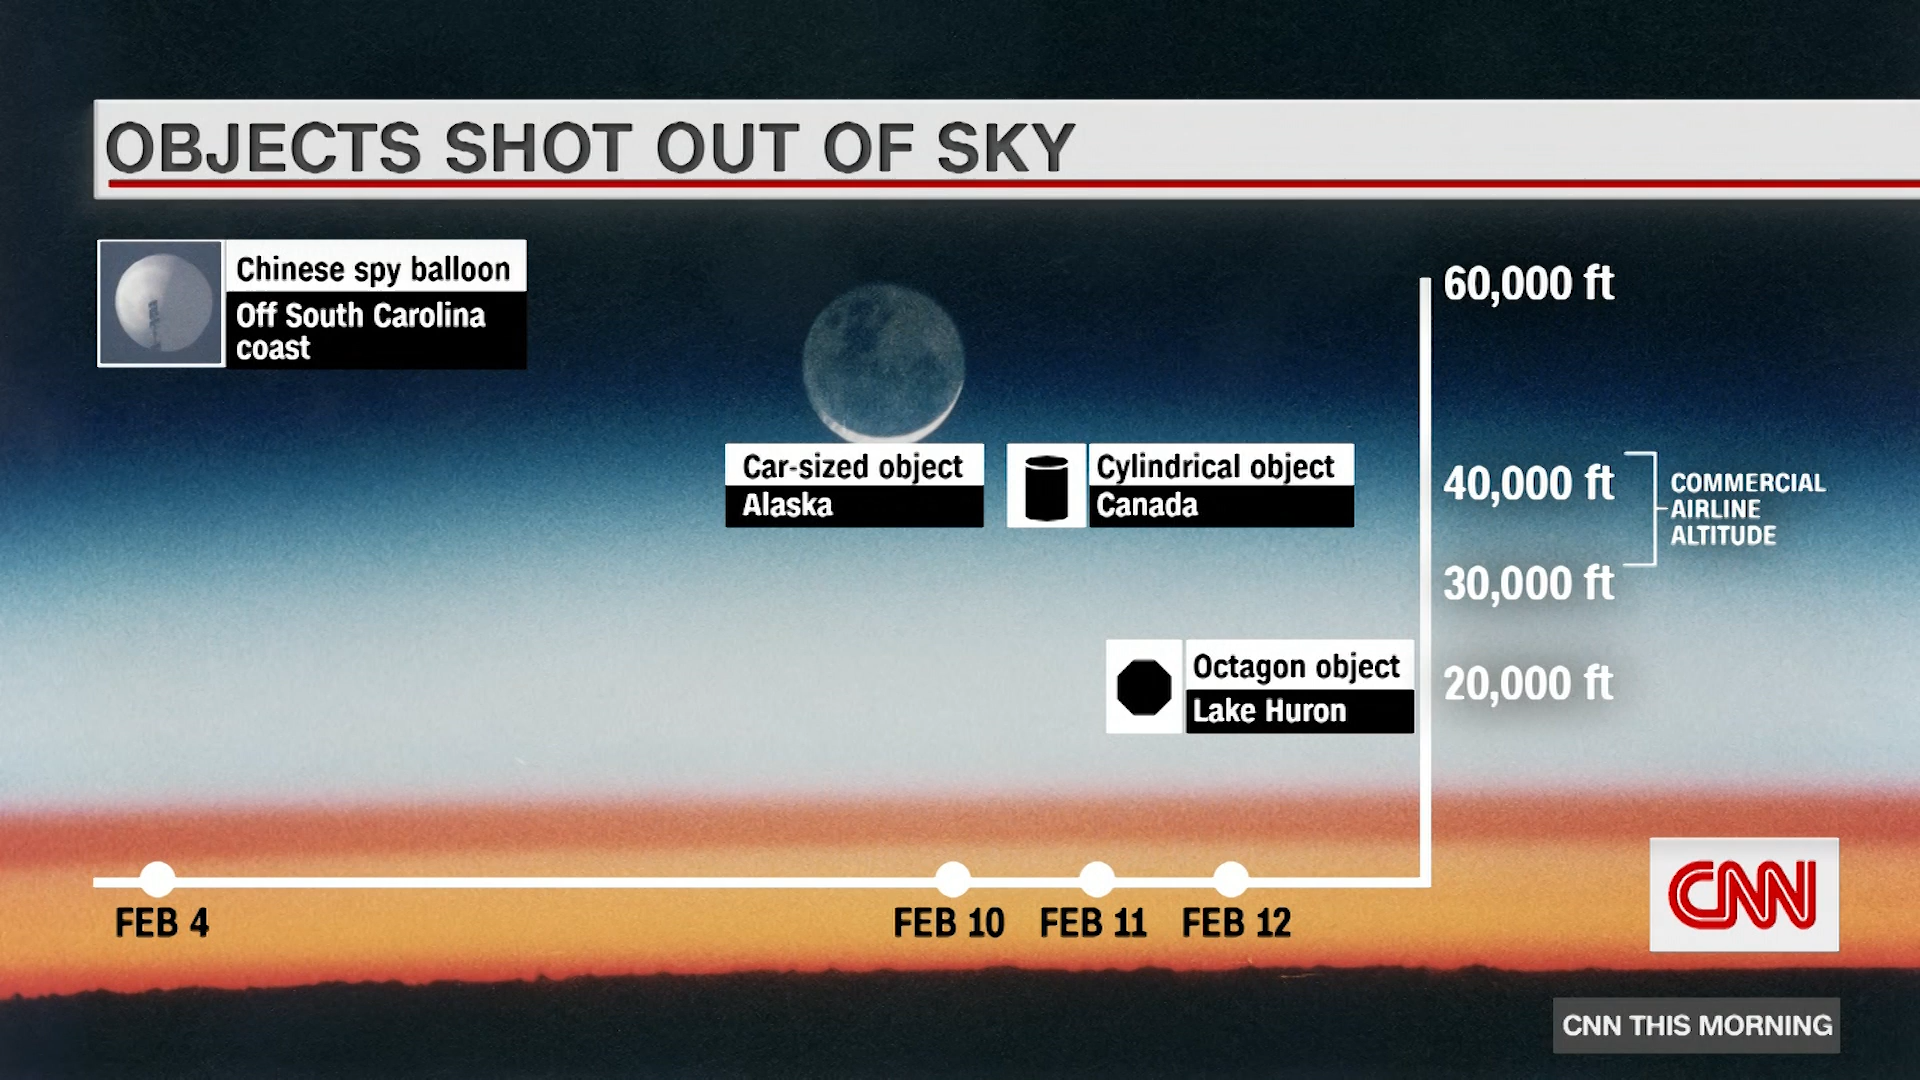 OBJECTS SHOT OUT OF SKY
Chinese spy balloon
Off South Carolina
coast
60,000 ft
Car-sized object
Alaska
Cylindrical object
Canada
40,000 ft
COMMERCIAL
AIRLINE
ALTITUDE
30,000 ft
Octagon object
Lake Huron
20,000 ft
FEB 4
FEB 10
FEB 11
FEB 12
CNN
CNN THIS MORNING